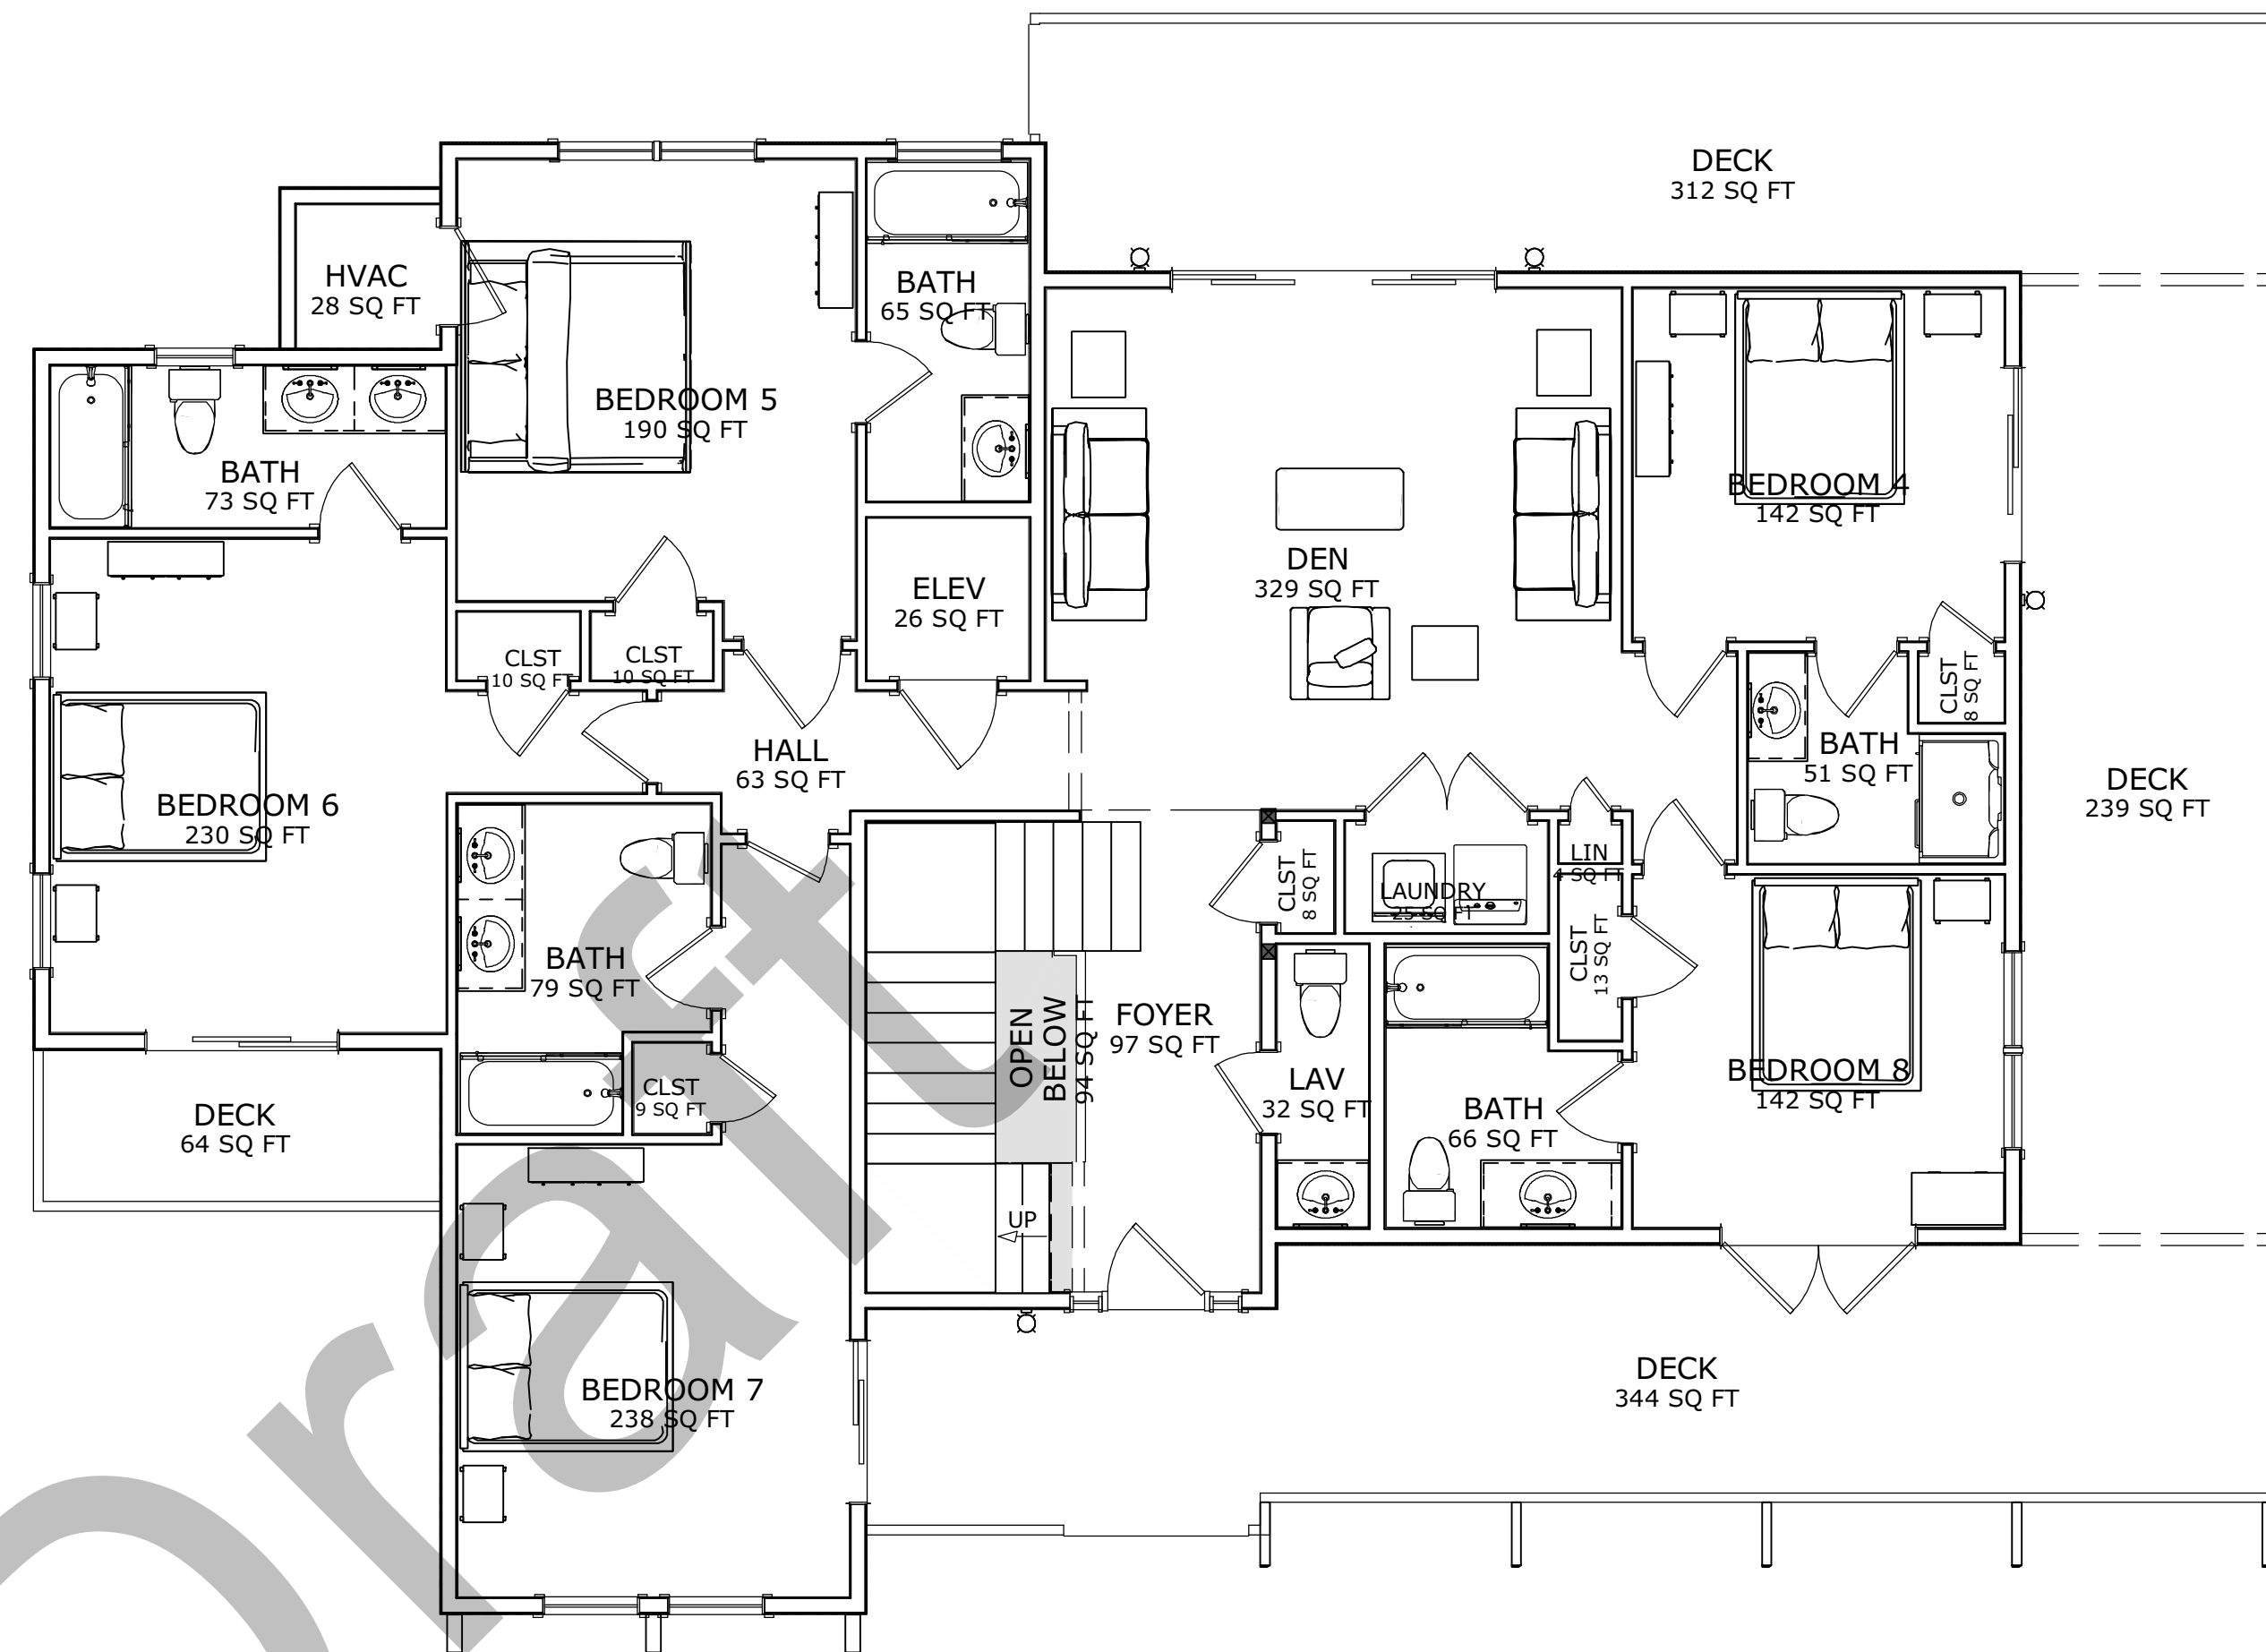 DECK
312 SQ FT
HVAC
28 SQ FT
BATH
65 SQ FT
BEDROOM 5
190 SQ FT
BATH
73 SQ FT
BEDROOM 4
142 SQ FT
DEN
329 SQ FT
ELEV
26 SQ FT
CLST
10 SQ FT
CLST
10 SQ FT
CLST
8 SQ FT
HALL
63 SQ FT
BATH
51 SQ FT
DECK
239 SQ FT
BEDROOM 6
230 SQ FT
LIN
4 SQ FT
CLST
8 SQ FT
LAUNDRY
25 SQ FT
CLST
13 SQ FT
BATH
79 SQ FT
OPEN
BELOW
94 SQ FT
FOYER
97 SQ FT
LAV
32 SQ FT
BEDROOM 8
142 SQ FT
CLST
9 SQ FT
DECK
64 SQ FT
BATH
66 SQ FT
UP
BEDROOM 7
238 SQ FT
DECK
344 SQ FT
Draft